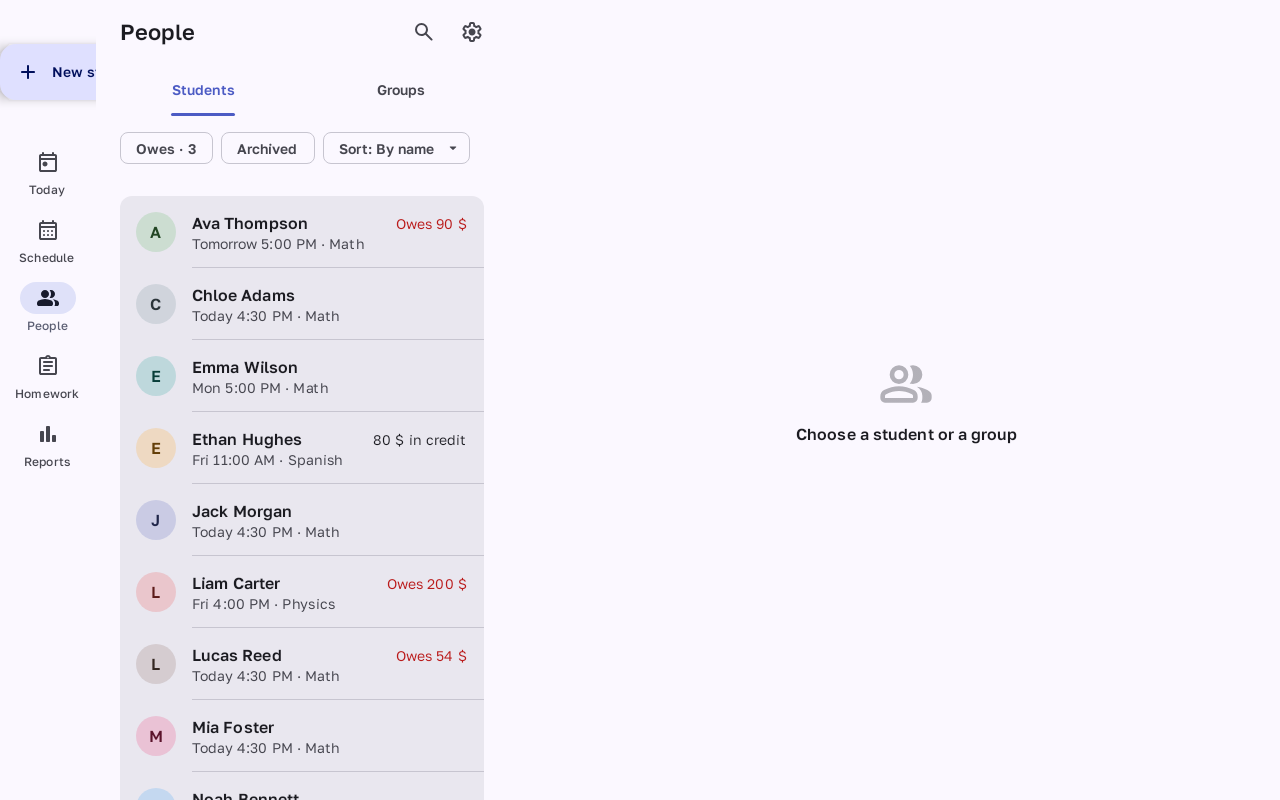 People
New s
Today
Schedule
People
Homework
Reports
Students
Groups
Owes · 3
Archived
Sort: By name
A
Ava Thompson
Owes 90 $
Tomorrow 5:00 PM · Math
C
Chloe Adams
Today 4:30 PM · Math
E
Emma Wilson
Mon 5:00 PM · Math
E
Ethan Hughes
80 $ in credit
Fri 11:00 AM · Spanish
J
Jack Morgan
Today 4:30 PM · Math
L
Liam Carter
Owes 200 $
Fri 4:00 PM · Physics
L
Lucas Reed
Owes 54 $
Today 4:30 PM · Math
M
Mia Foster
Today 4:30 PM · Math
Noah Bennett
Choose a student or a group